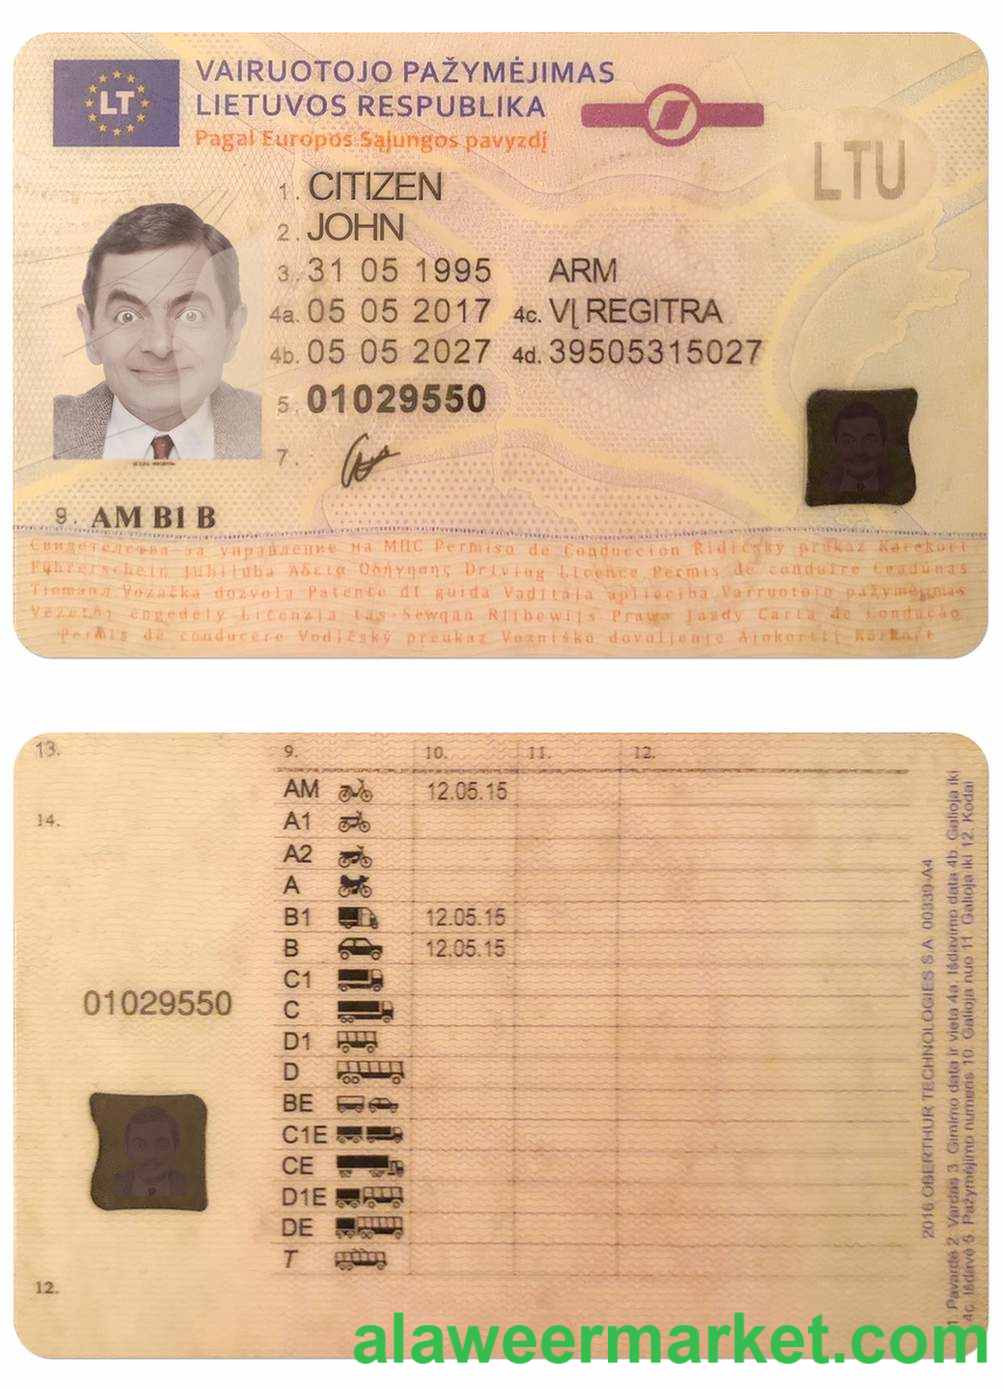 LT
VAIRUOTOJO PAŽYMĖJIMAS
LIETUVOS RESPUBLIKA
Pagal Europos Sąjungos pavyzdį
LTU
1. CITIZEN
2. JOHN
3. 31 05 1995 ARM
4a. 05 05 2017 4c. VĮ REGITRA
4b. 05 05 2027 4d. 39505315027
5. 01029550
7.
9. AM B1 B
Свидетелства за управление на МПС Permiso de Conducción Řidičský průkaz Kørekort
Führerschein Juhiluba Άδεια Οδήγησης Driving Licence Permis de conduire Ceadúnas
Tiomána Vozačka dozvola Patente di guida Vadītāja apliecība Vairuotojo pažymėjimas
Vezetői engedély Liċenzja tas-Sewqan Rijbewijs Prawo Jazdy Carta de Condução
Permis de conducere Vodičský preukaz Vozniško dovoljenje Ajokortti Körkort
13.
14.
9. 10. 11. 12.
AM 12.05.15
A1
A2
A
B1 12.05.15
B 12.05.15
C1
C
D1
D
BE
C1E
CE
D1E
DE
T
01029550
12.
2016 OBERTHUR TECHNOLOGIES S.A. 00339-A4
1. Pavardė 2. Vardas 3. Gimimo data ir vieta 4a. Išdavimo data 4b. Galioja iki
4c. Išdavė 5. Pažymėjimo numeris 10. Galioja nuo 11. Galioja iki 12. Kodai
alaweermarket.com